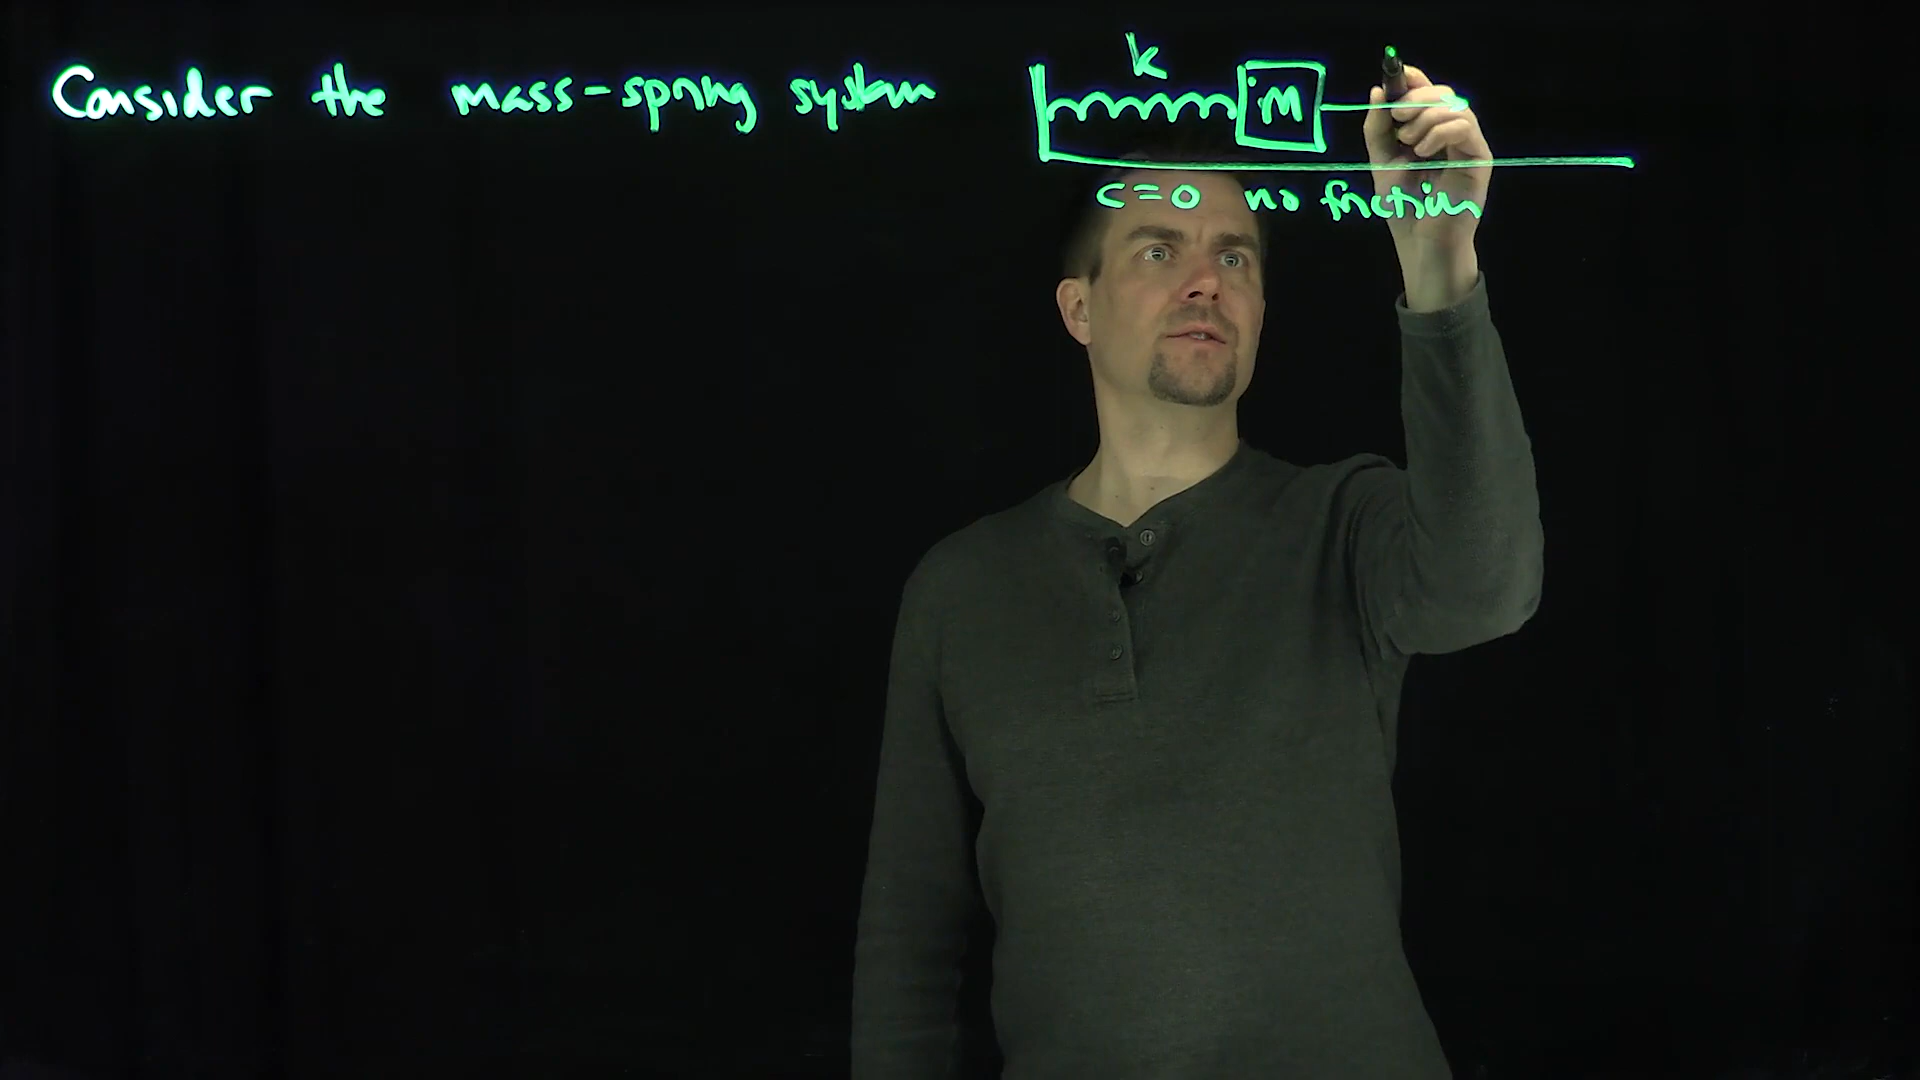 Consider the mass-spring system
k
m
c=0 no friction